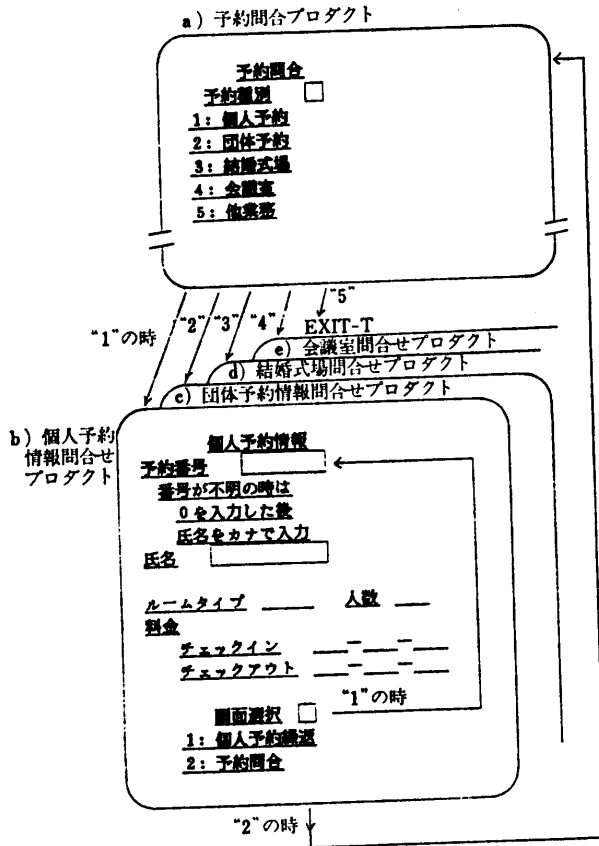 a) 予約問合プロダクト
予約問合
予約種別
1: 個人予約
2: 団体予約
3: 結婚式場
4: 会議室
5: 他業務
“1”の時
“2”
“3”
“4”
“5”
EXIT-T
e) 会議室問合せプロダクト
d) 結婚式場問合せプロダクト
c) 団体予約情報問合せプロダクト
b) 個人予約
情報問合せ
プロダクト
個人予約情報
予約番号
番号が不明の時は
0を入力した後
氏名をカナで入力
氏名
ルームタイプ 人数
料金
チェックイン
チェックアウト
“1”の時
画面選択
1: 個人予約繰返
2: 予約問合
“2”の時